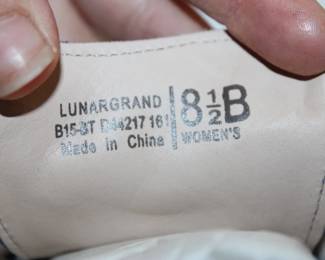 LUNARGRAND
B15-BT D44217 161
Made in China
8½B
WOMEN'S